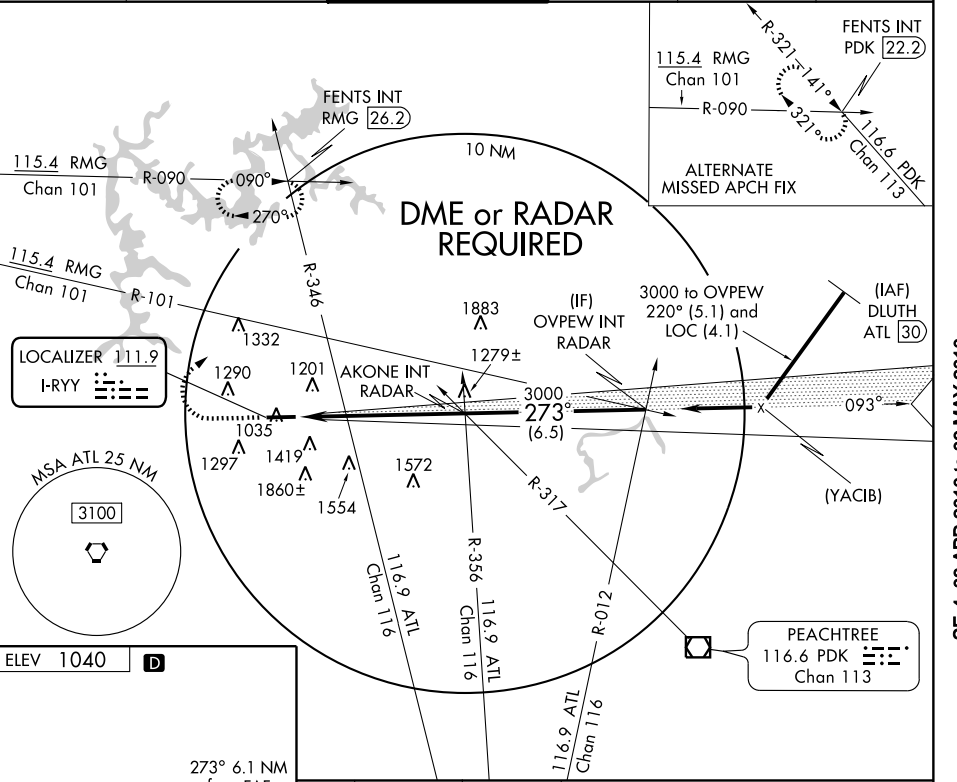 FENTS INT
RMG 26.2
115.4 RMG
Chan 101
R-090
090°
270°
10 NM
DME or RADAR
REQUIRED
115.4 RMG
Chan 101
R-090
R-321
141°
321°
FENTS INT
PDK 22.2
116.6 PDK
Chan 113
ALTERNATE
MISSED APCH FIX
115.4 RMG
Chan 101
R-101
R-346
1332
LOCALIZER 111.9
I-RYY
1290
1201
1035
1297
1419
1860±
1554
1572
1883
1279±
AKONE INT
RADAR
(IF)
OVPEW INT
RADAR
3000 to OVPEW
220° (5.1) and
LOC (4.1)
(IAF)
DLUTH
ATL 30
3000
273°
(6.5)
093°
X
(YACIB)
R-317
MSA ATL 25 NM
3100
116.9 ATL
Chan 116
R-356
116.9 ATL
Chan 116
R-012
116.9 ATL
Chan 116
PEACHTREE
116.6 PDK
Chan 113
ELEV 1040
D
273° 6.1 NM